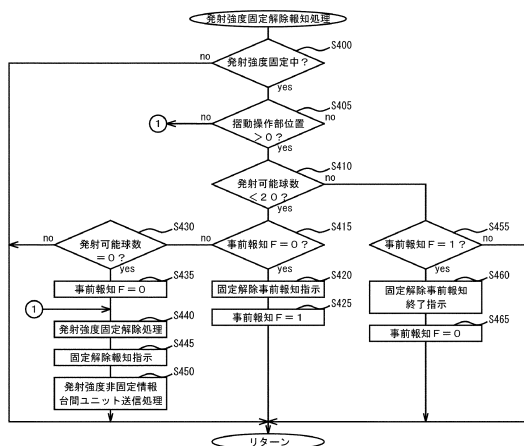 発射強度固定解除報知処理
S400
発射強度固定中？
no
yes
S405
摺動操作部位置
＞０？
①
no
no
yes
S410
発射可能球数
＜２０？
no
yes
S430
発射可能球数
＝０？
no
yes
S415
事前報知Ｆ＝０？
no
yes
S455
事前報知Ｆ＝１？
no
yes
S435
事前報知Ｆ＝０
S420
固定解除事前報知指示
S460
固定解除事前報知
終了指示
①
S440
発射強度固定解除処理
S425
事前報知Ｆ＝１
S465
事前報知Ｆ＝０
S445
固定解除報知指示
S450
発射強度非固定情報
台間ユニット送信処理
リターン